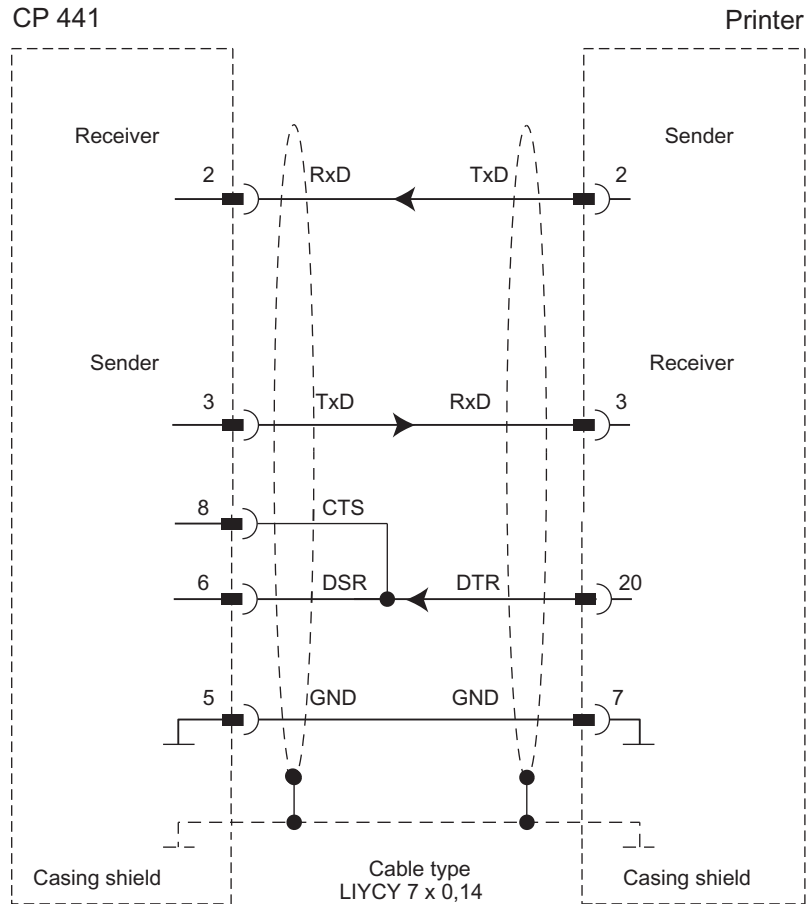 CP 441 Printer
Receiver Sender
2 RxD TxD 2
Sender Receiver
3 TxD RxD 3
8 CTS
6 DSR DTR 20
5 GND GND 7
Casing shield Cable type Casing shield
LIYCY 7 x 0,14